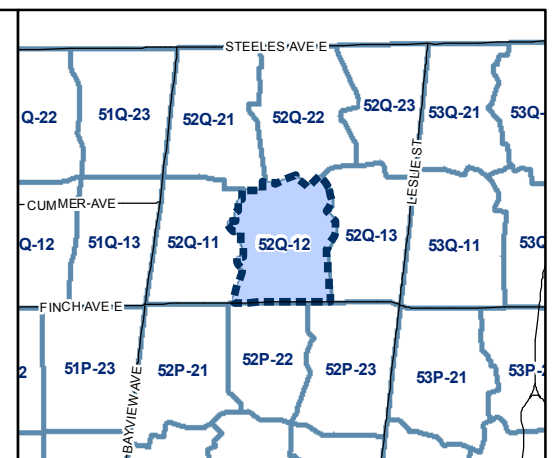 STEELES AVE E
Q-22
51Q-23
52Q-21
52Q-22
52Q-23
53Q-21
53Q-
LESLIE ST
CUMMER AVE
Q-12
51Q-13
52Q-11
52Q-12
52Q-13
53Q-11
53Q
FINCH AVE E
2
51P-23
52P-21
52P-22
52P-23
53P-21
53P-
BAYVIEW AVE